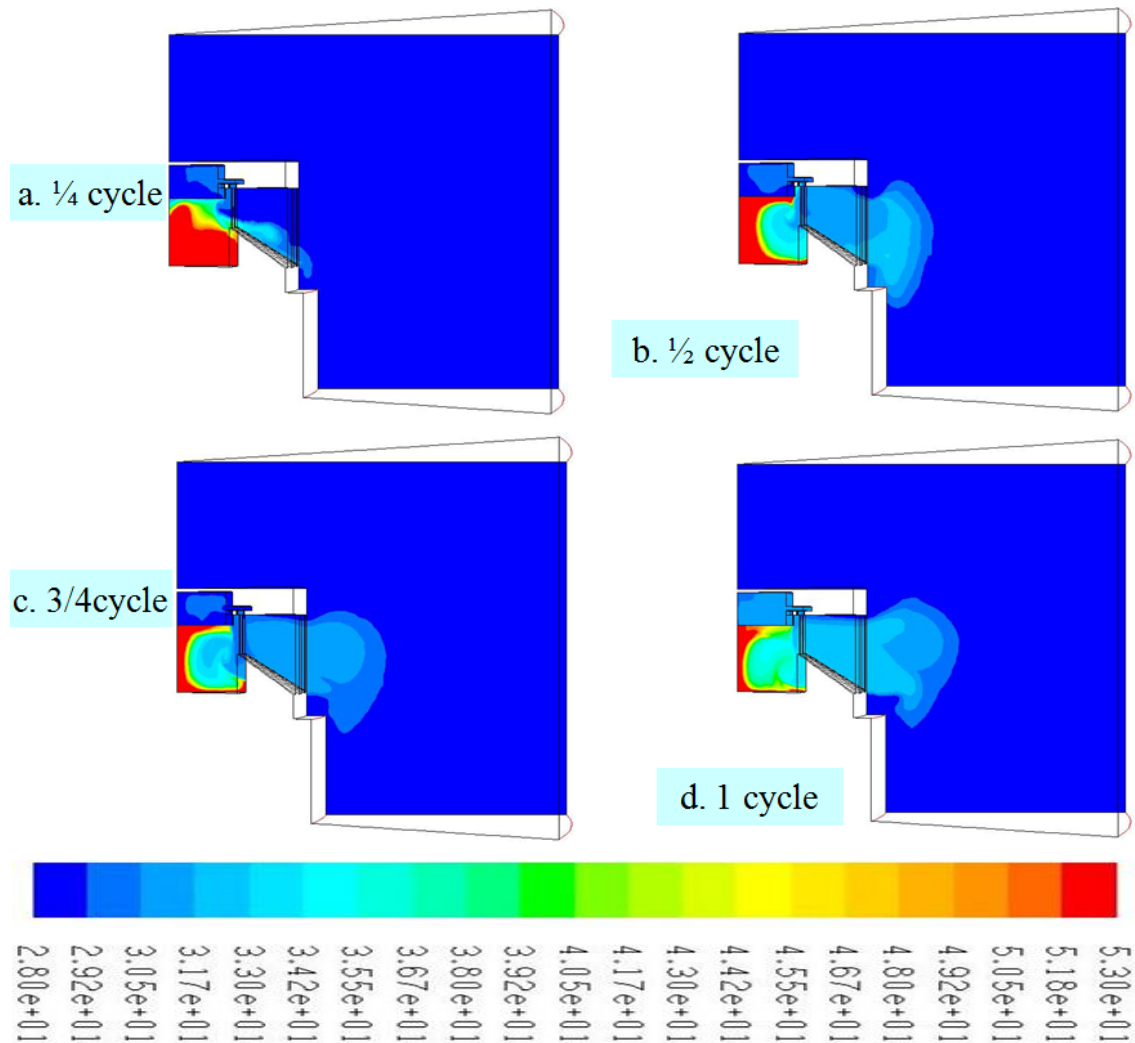 a. ¼ cycle
b. ½ cycle
c. 3/4cycle
d. 1 cycle
2.80e+01
2.92e+01
3.05e+01
3.17e+01
3.30e+01
3.42e+01
3.55e+01
3.67e+01
3.80e+01
3.92e+01
4.05e+01
4.17e+01
4.30e+01
4.42e+01
4.55e+01
4.67e+01
4.80e+01
4.92e+01
5.05e+01
5.18e+01
5.30e+01